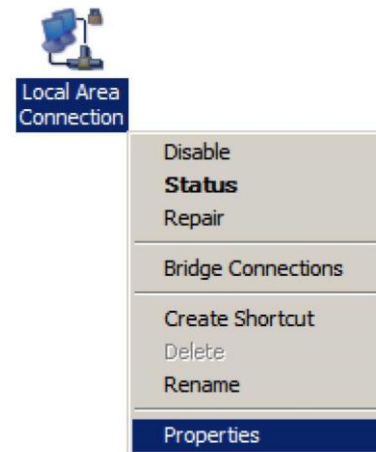 Local Area
Connection
Disable
Status
Repair
Bridge Connections
Create Shortcut
Delete
Rename
Properties